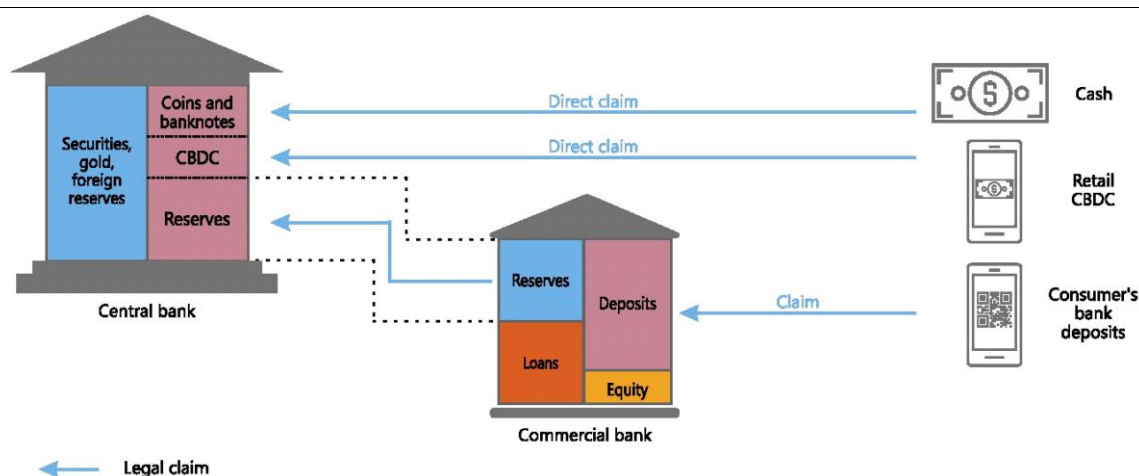 Securities,
gold,
foreign
reserves
Coins and
banknotes
CBDC
Reserves
Central bank
Direct claim
Direct claim
Cash
Retail
CBDC
Reserves
Deposits
Loans
Equity
Commercial bank
Claim
Consumer's
bank
deposits
Legal claim